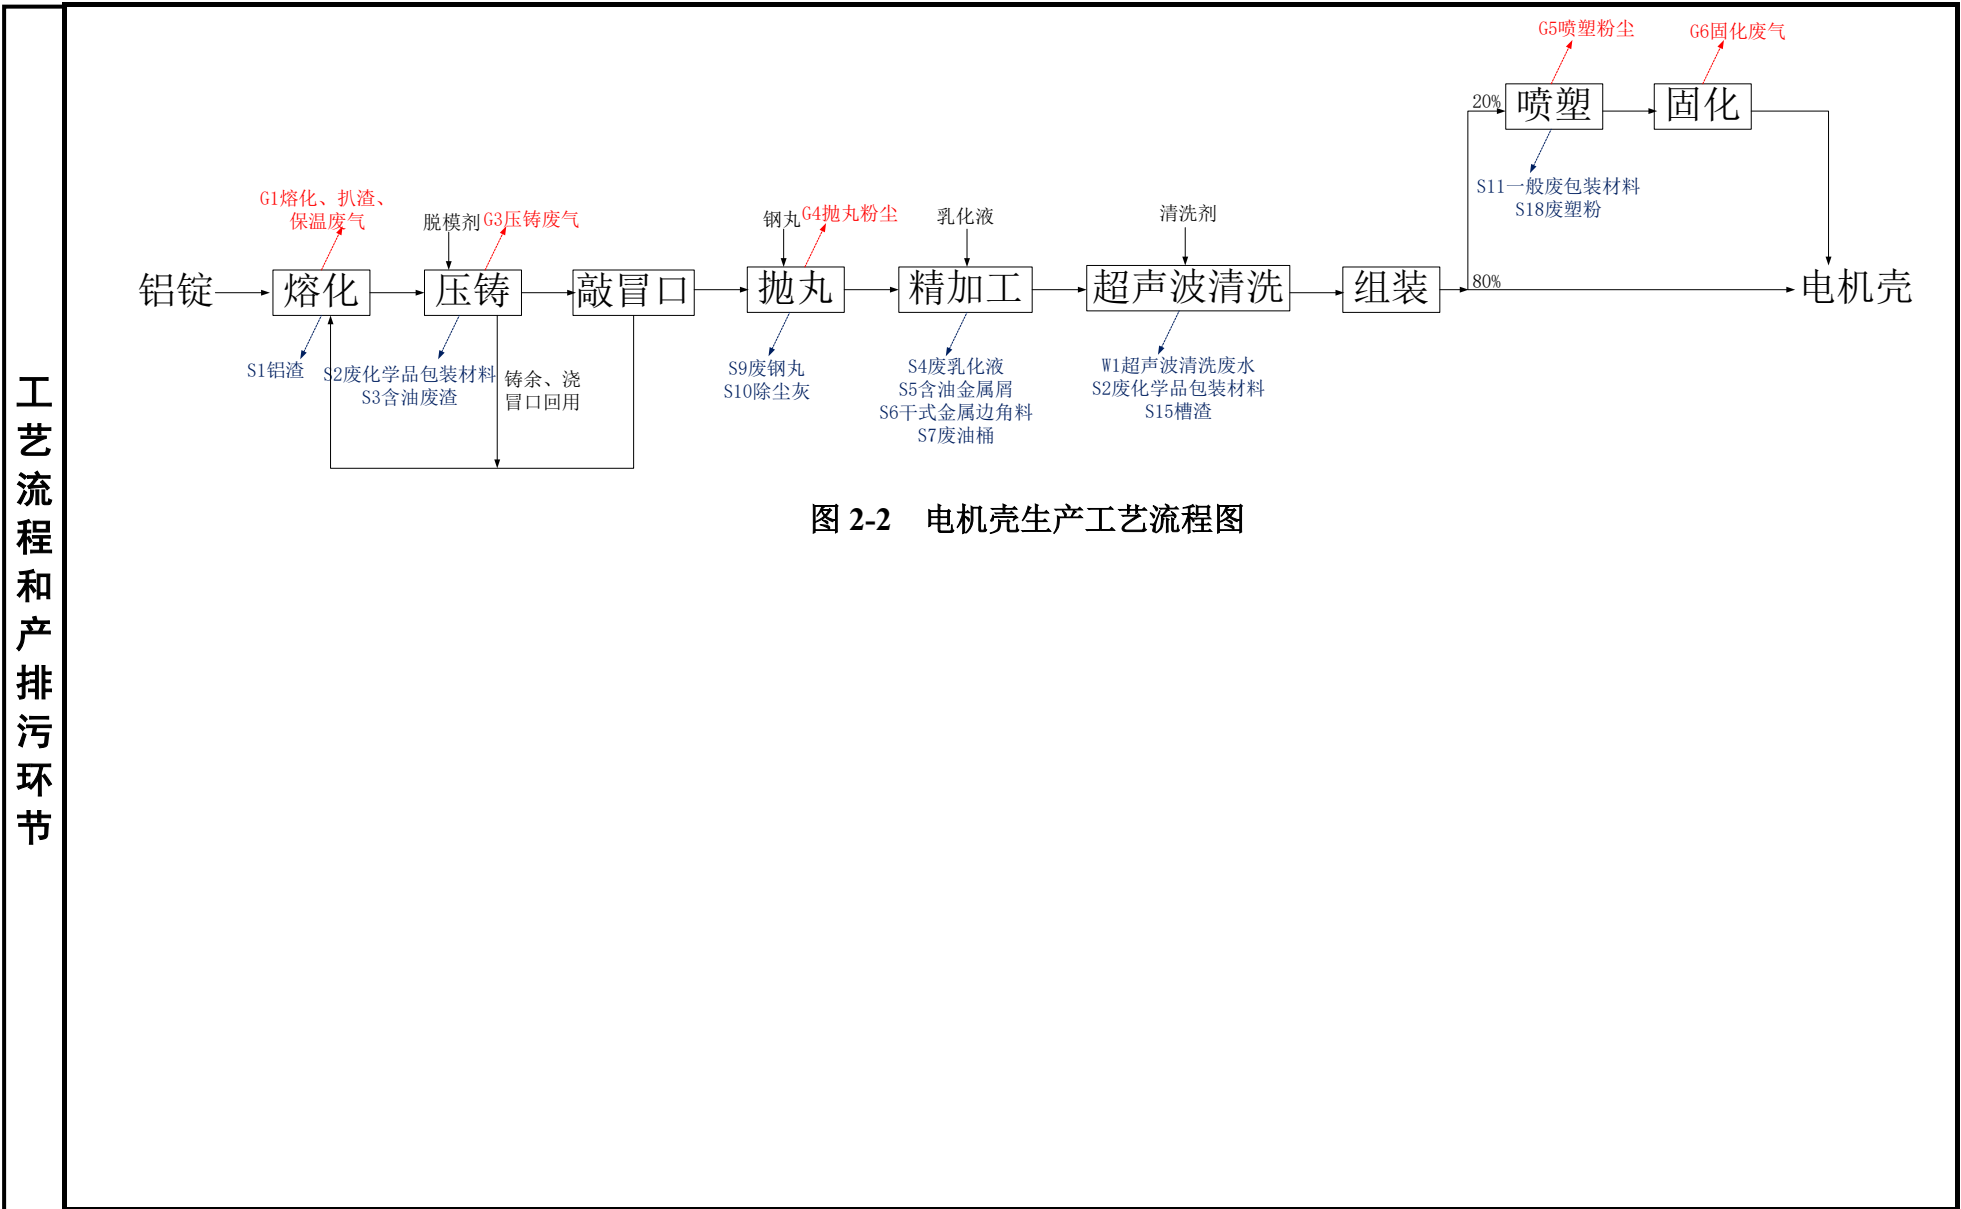 工艺流程和产排污环节
G5喷塑粉尘
G6固化废气
20%
喷塑
固化
S11一般废包装材料
S18废塑粉
G1熔化、扒渣、
保温废气
脱模剂
G3压铸废气
钢丸
G4抛丸粉尘
乳化液
清洗剂
铝锭
熔化
压铸
敲冒口
抛丸
精加工
超声波清洗
组装
80%
电机壳
S1铝渣
S2废化学品包装材料
S3含油废渣
铸余、浇
冒口回用
S9废钢丸
S10除尘灰
S4废乳化液
S5含油金属屑
S6干式金属边角料
S7废油桶
W1超声波清洗废水
S2废化学品包装材料
S15槽渣
图 2-2 电机壳生产工艺流程图